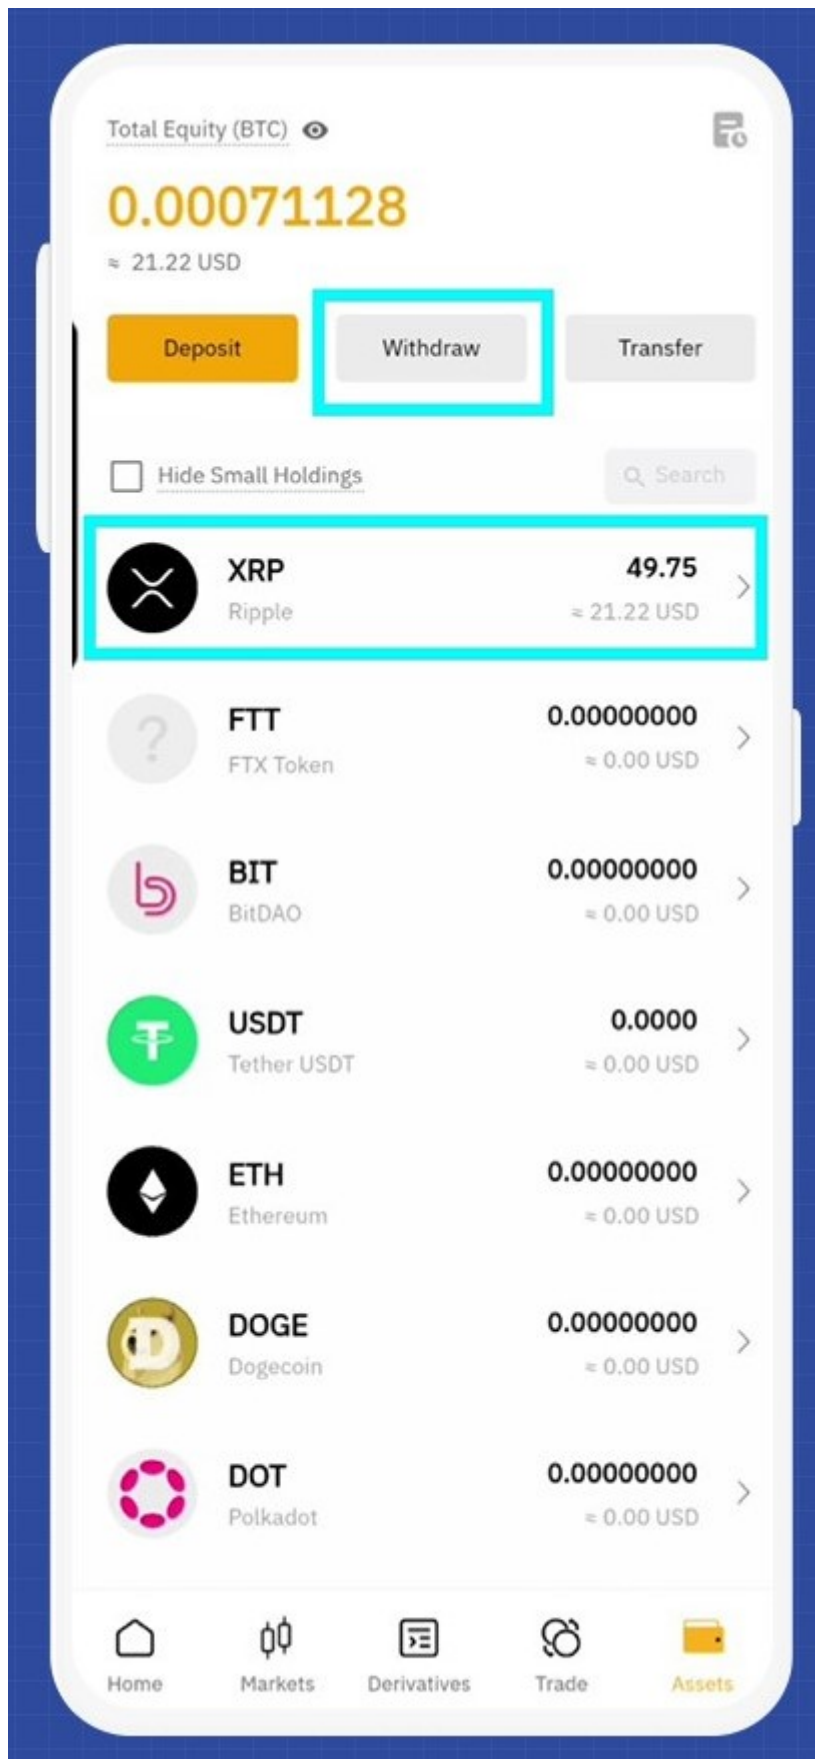 Total Equity (BTC)
0.00071128
≈ 21.22 USD
Deposit Withdraw Transfer
Hide Small Holdings Search
XRP 49.75
Ripple ≈ 21.22 USD
FTT 0.00000000
FTX Token ≈ 0.00 USD
BIT 0.00000000
BitDAO ≈ 0.00 USD
USDT 0.0000
Tether USDT ≈ 0.00 USD
ETH 0.00000000
Ethereum ≈ 0.00 USD
DOGE 0.00000000
Dogecoin ≈ 0.00 USD
DOT 0.00000000
Polkadot ≈ 0.00 USD
Home Markets Derivatives Trade Assets